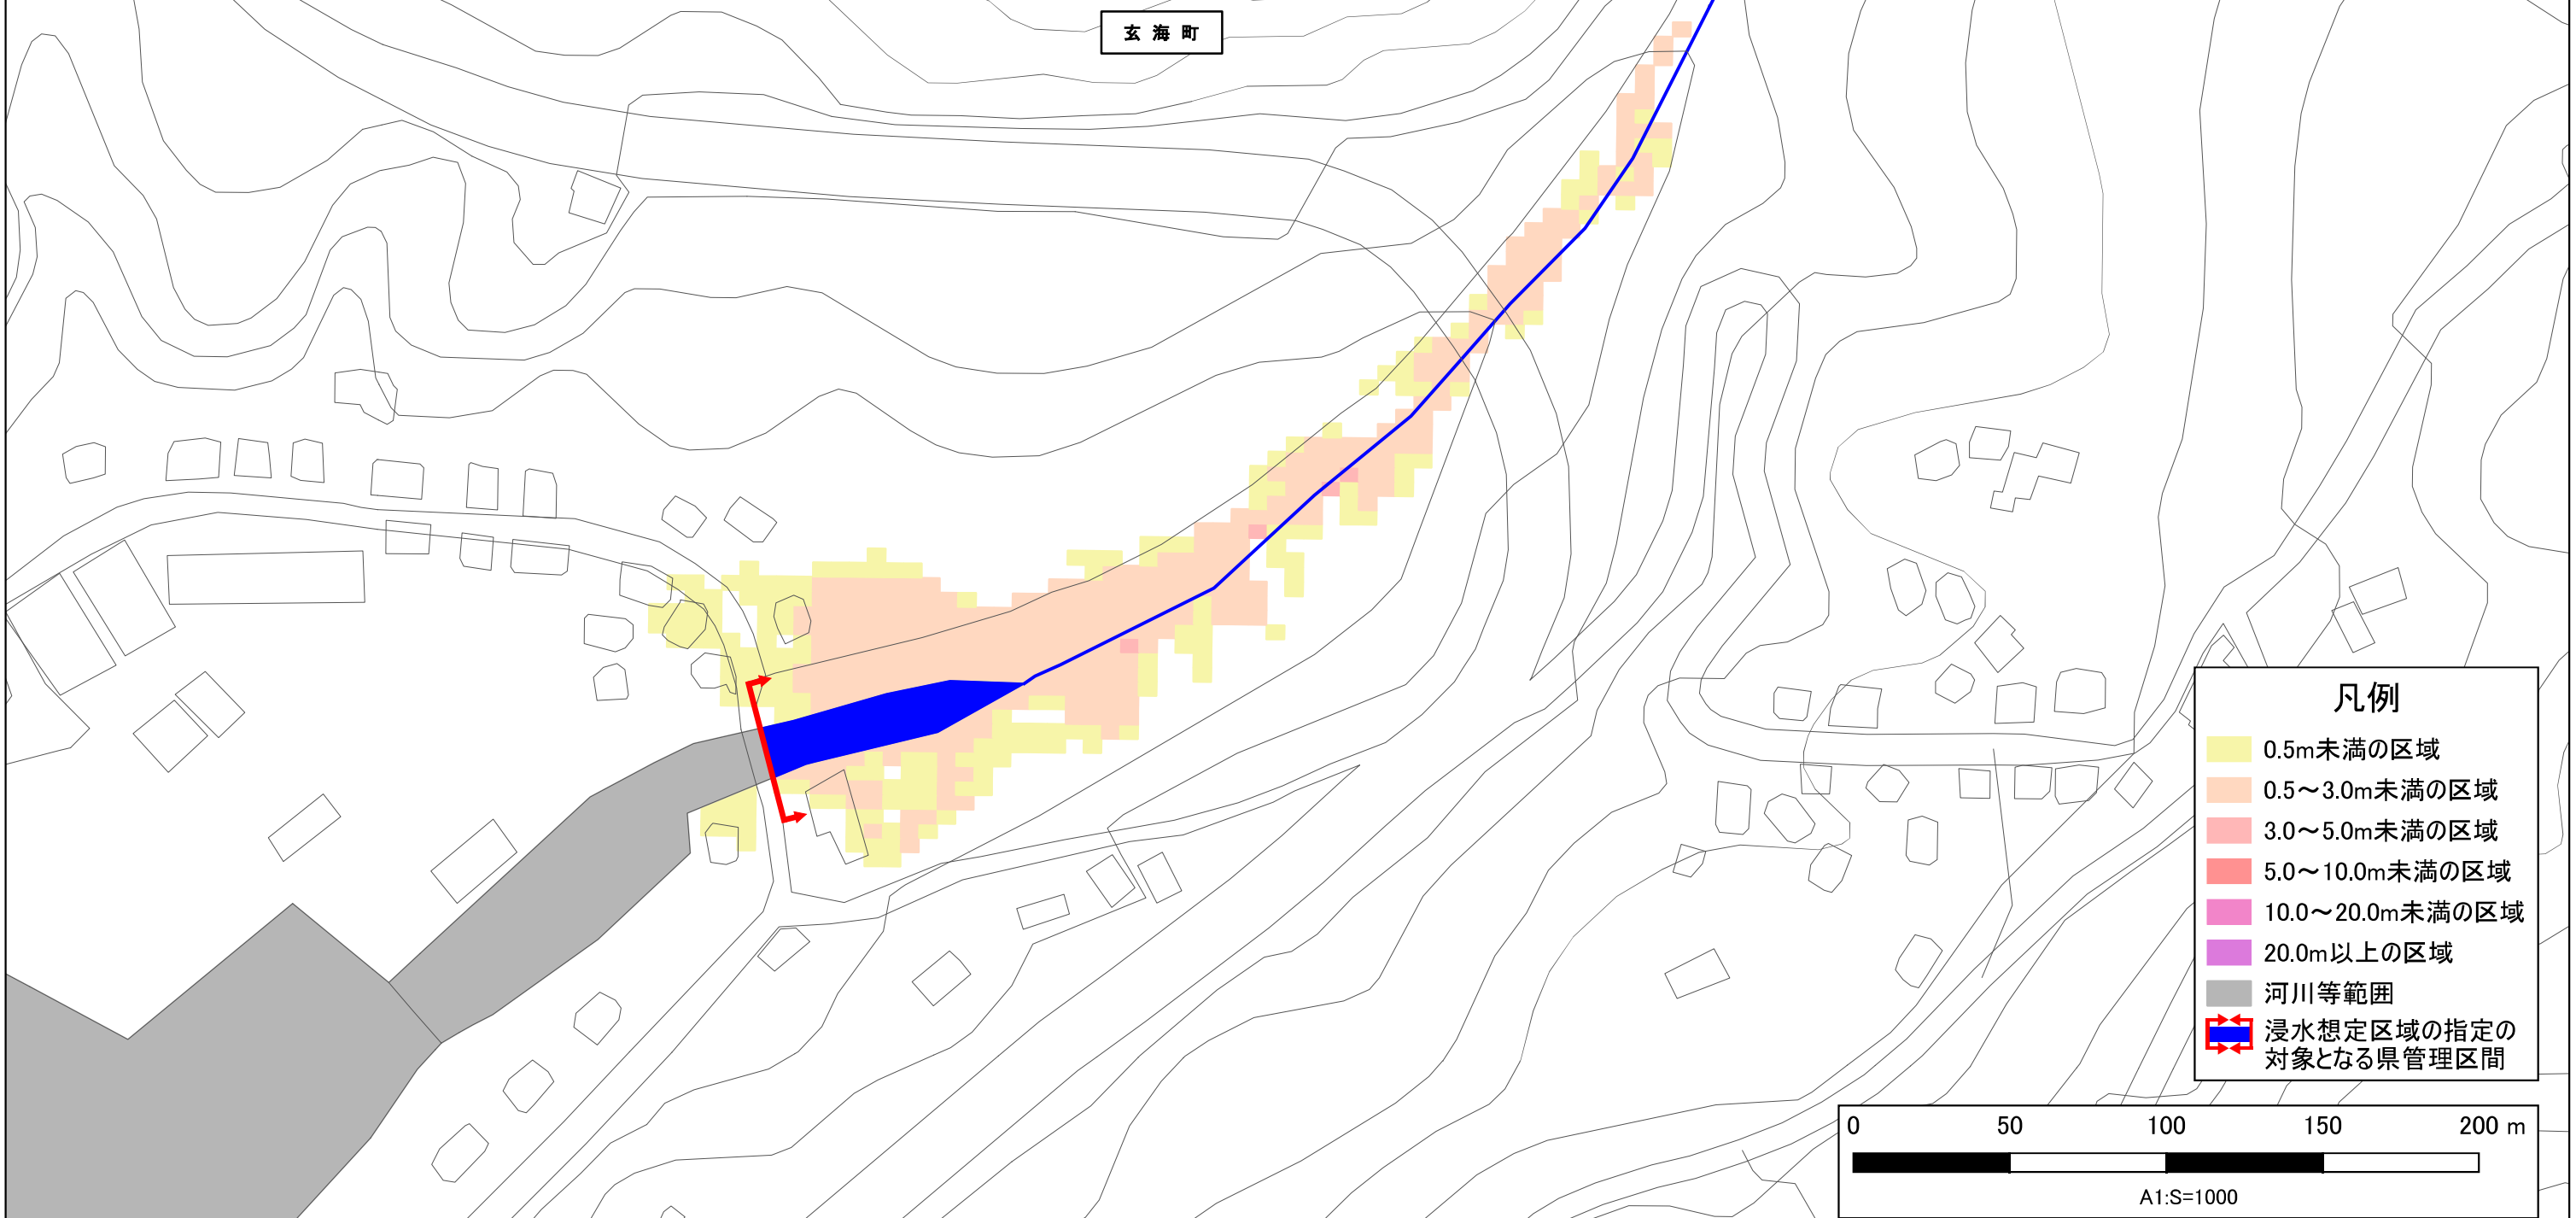 玄海町
凡例
0.5m未満の区域
0.5～3.0m未満の区域
3.0～5.0m未満の区域
5.0～10.0m未満の区域
10.0～20.0m未満の区域
20.0m以上の区域
河川等範囲
浸水想定区域の指定の
対象となる県管理区間
0 50 100 150 200 m
A1:S=1000